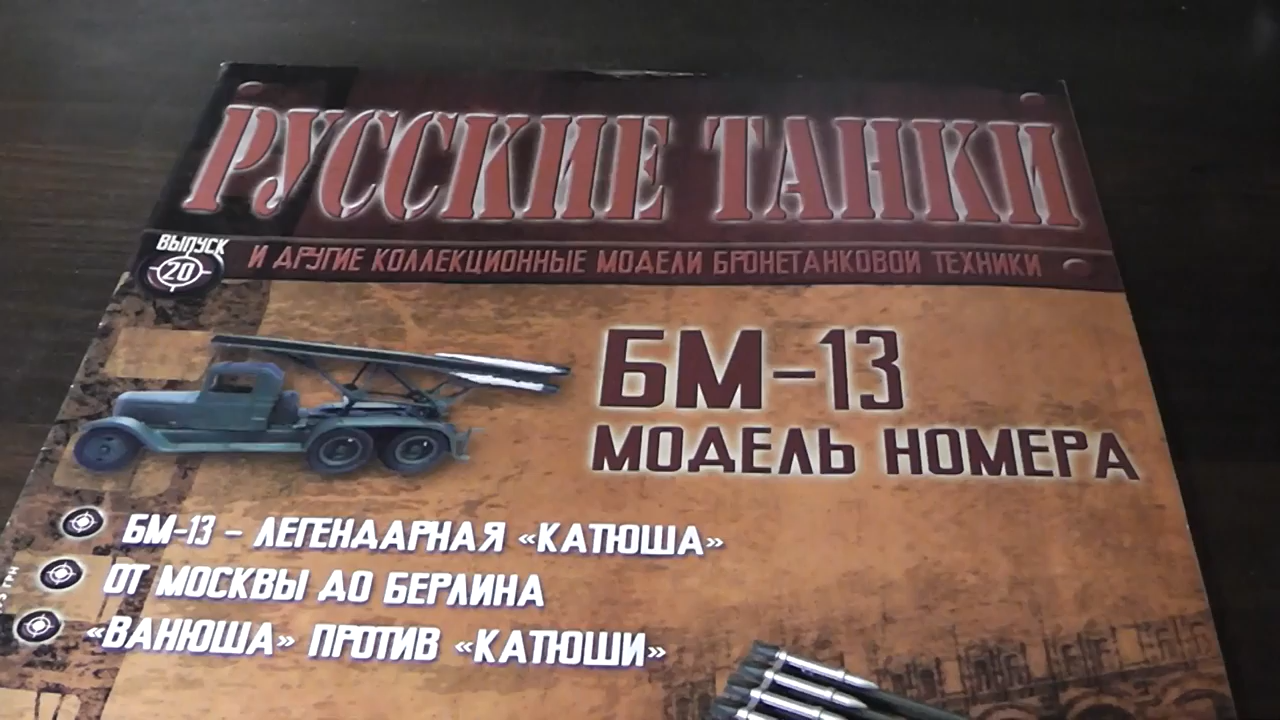 РУССКИЕ ТАНКИ
ВЫПУСК
20
И ДРУГИЕ КОЛЛЕКЦИОННЫЕ МОДЕЛИ БРОНЕТАНКОВОЙ ТЕХНИКИ
БМ-13
МОДЕЛЬ НОМЕРА
БМ-13 – ЛЕГЕНДАРНАЯ «КАТЮША»
ОТ МОСКВЫ ДО БЕРЛИНА
«ВАНЮША» ПРОТИВ «КАТЮШИ»
ГРН